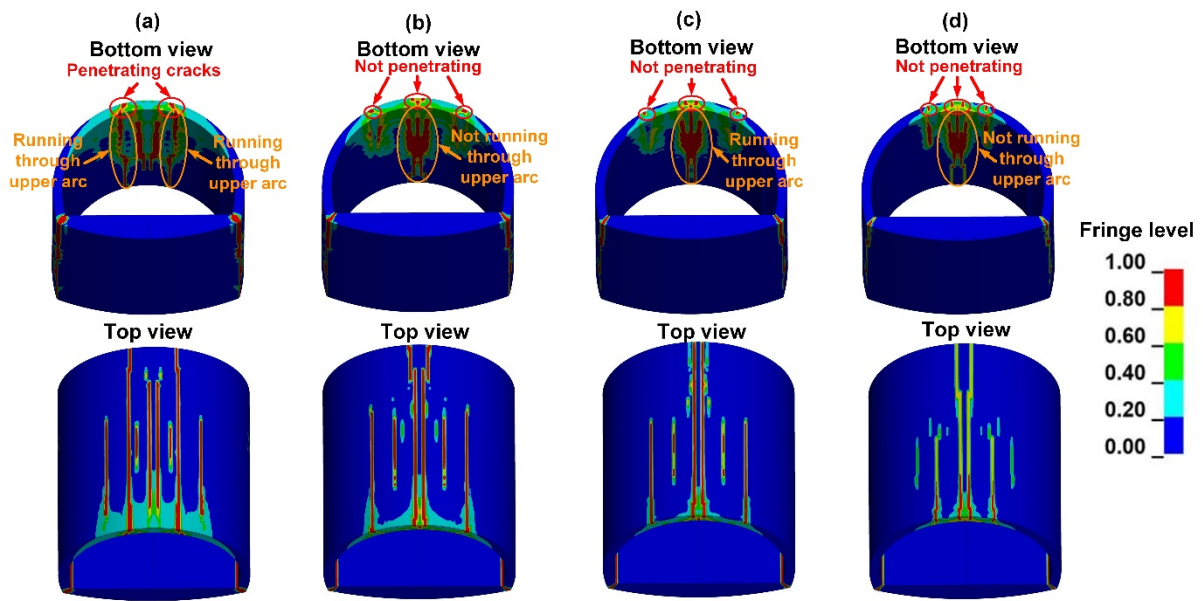 (a)
Bottom view
Penetrating cracks
Running
through
upper arc
Running
through
upper arc
Top view
(b)
Bottom view
Not penetrating
Not running
through
upper arc
Top view
(c)
Bottom view
Not penetrating
Running
through
upper arc
Top view
(d)
Bottom view
Not penetrating
Not running
through
upper arc
Top view
Fringe level
1.00
0.80
0.60
0.40
0.20
0.00